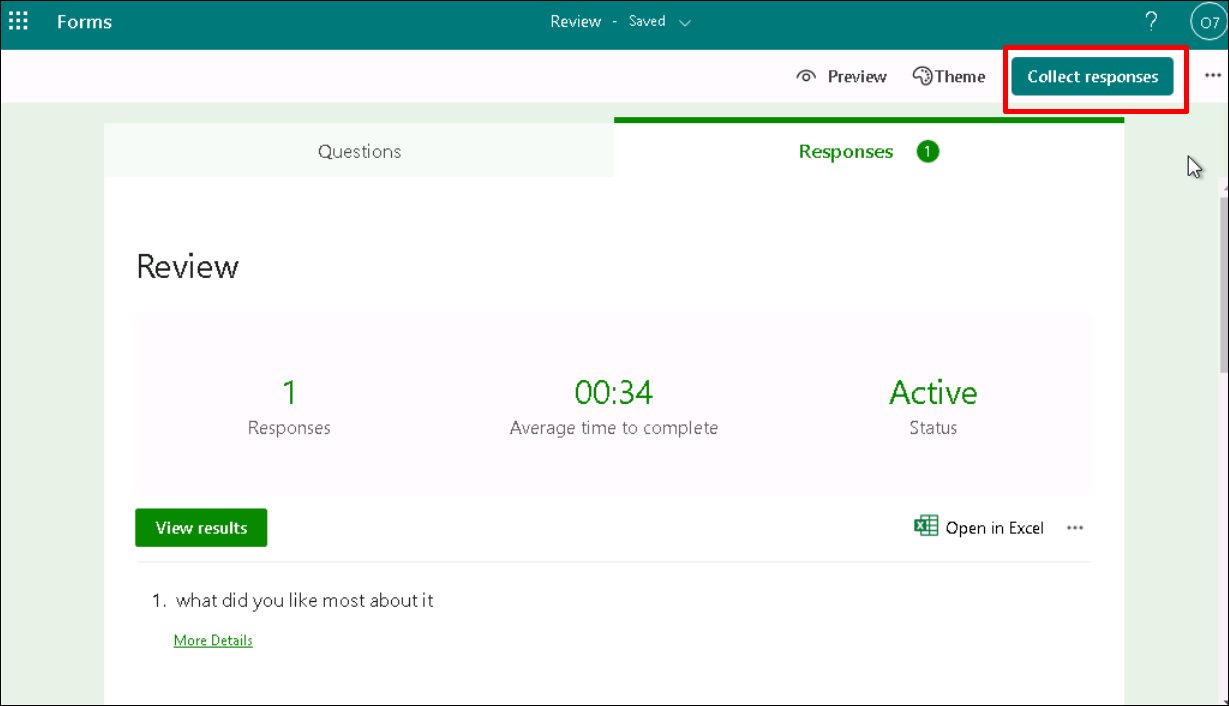 Forms
Review - Saved
?
O7
Preview
Theme
Collect responses
Questions
Responses 1
Review
1
Responses
00:34
Average time to complete
Active
Status
View results
Open in Excel
1. what did you like most about it
More Details